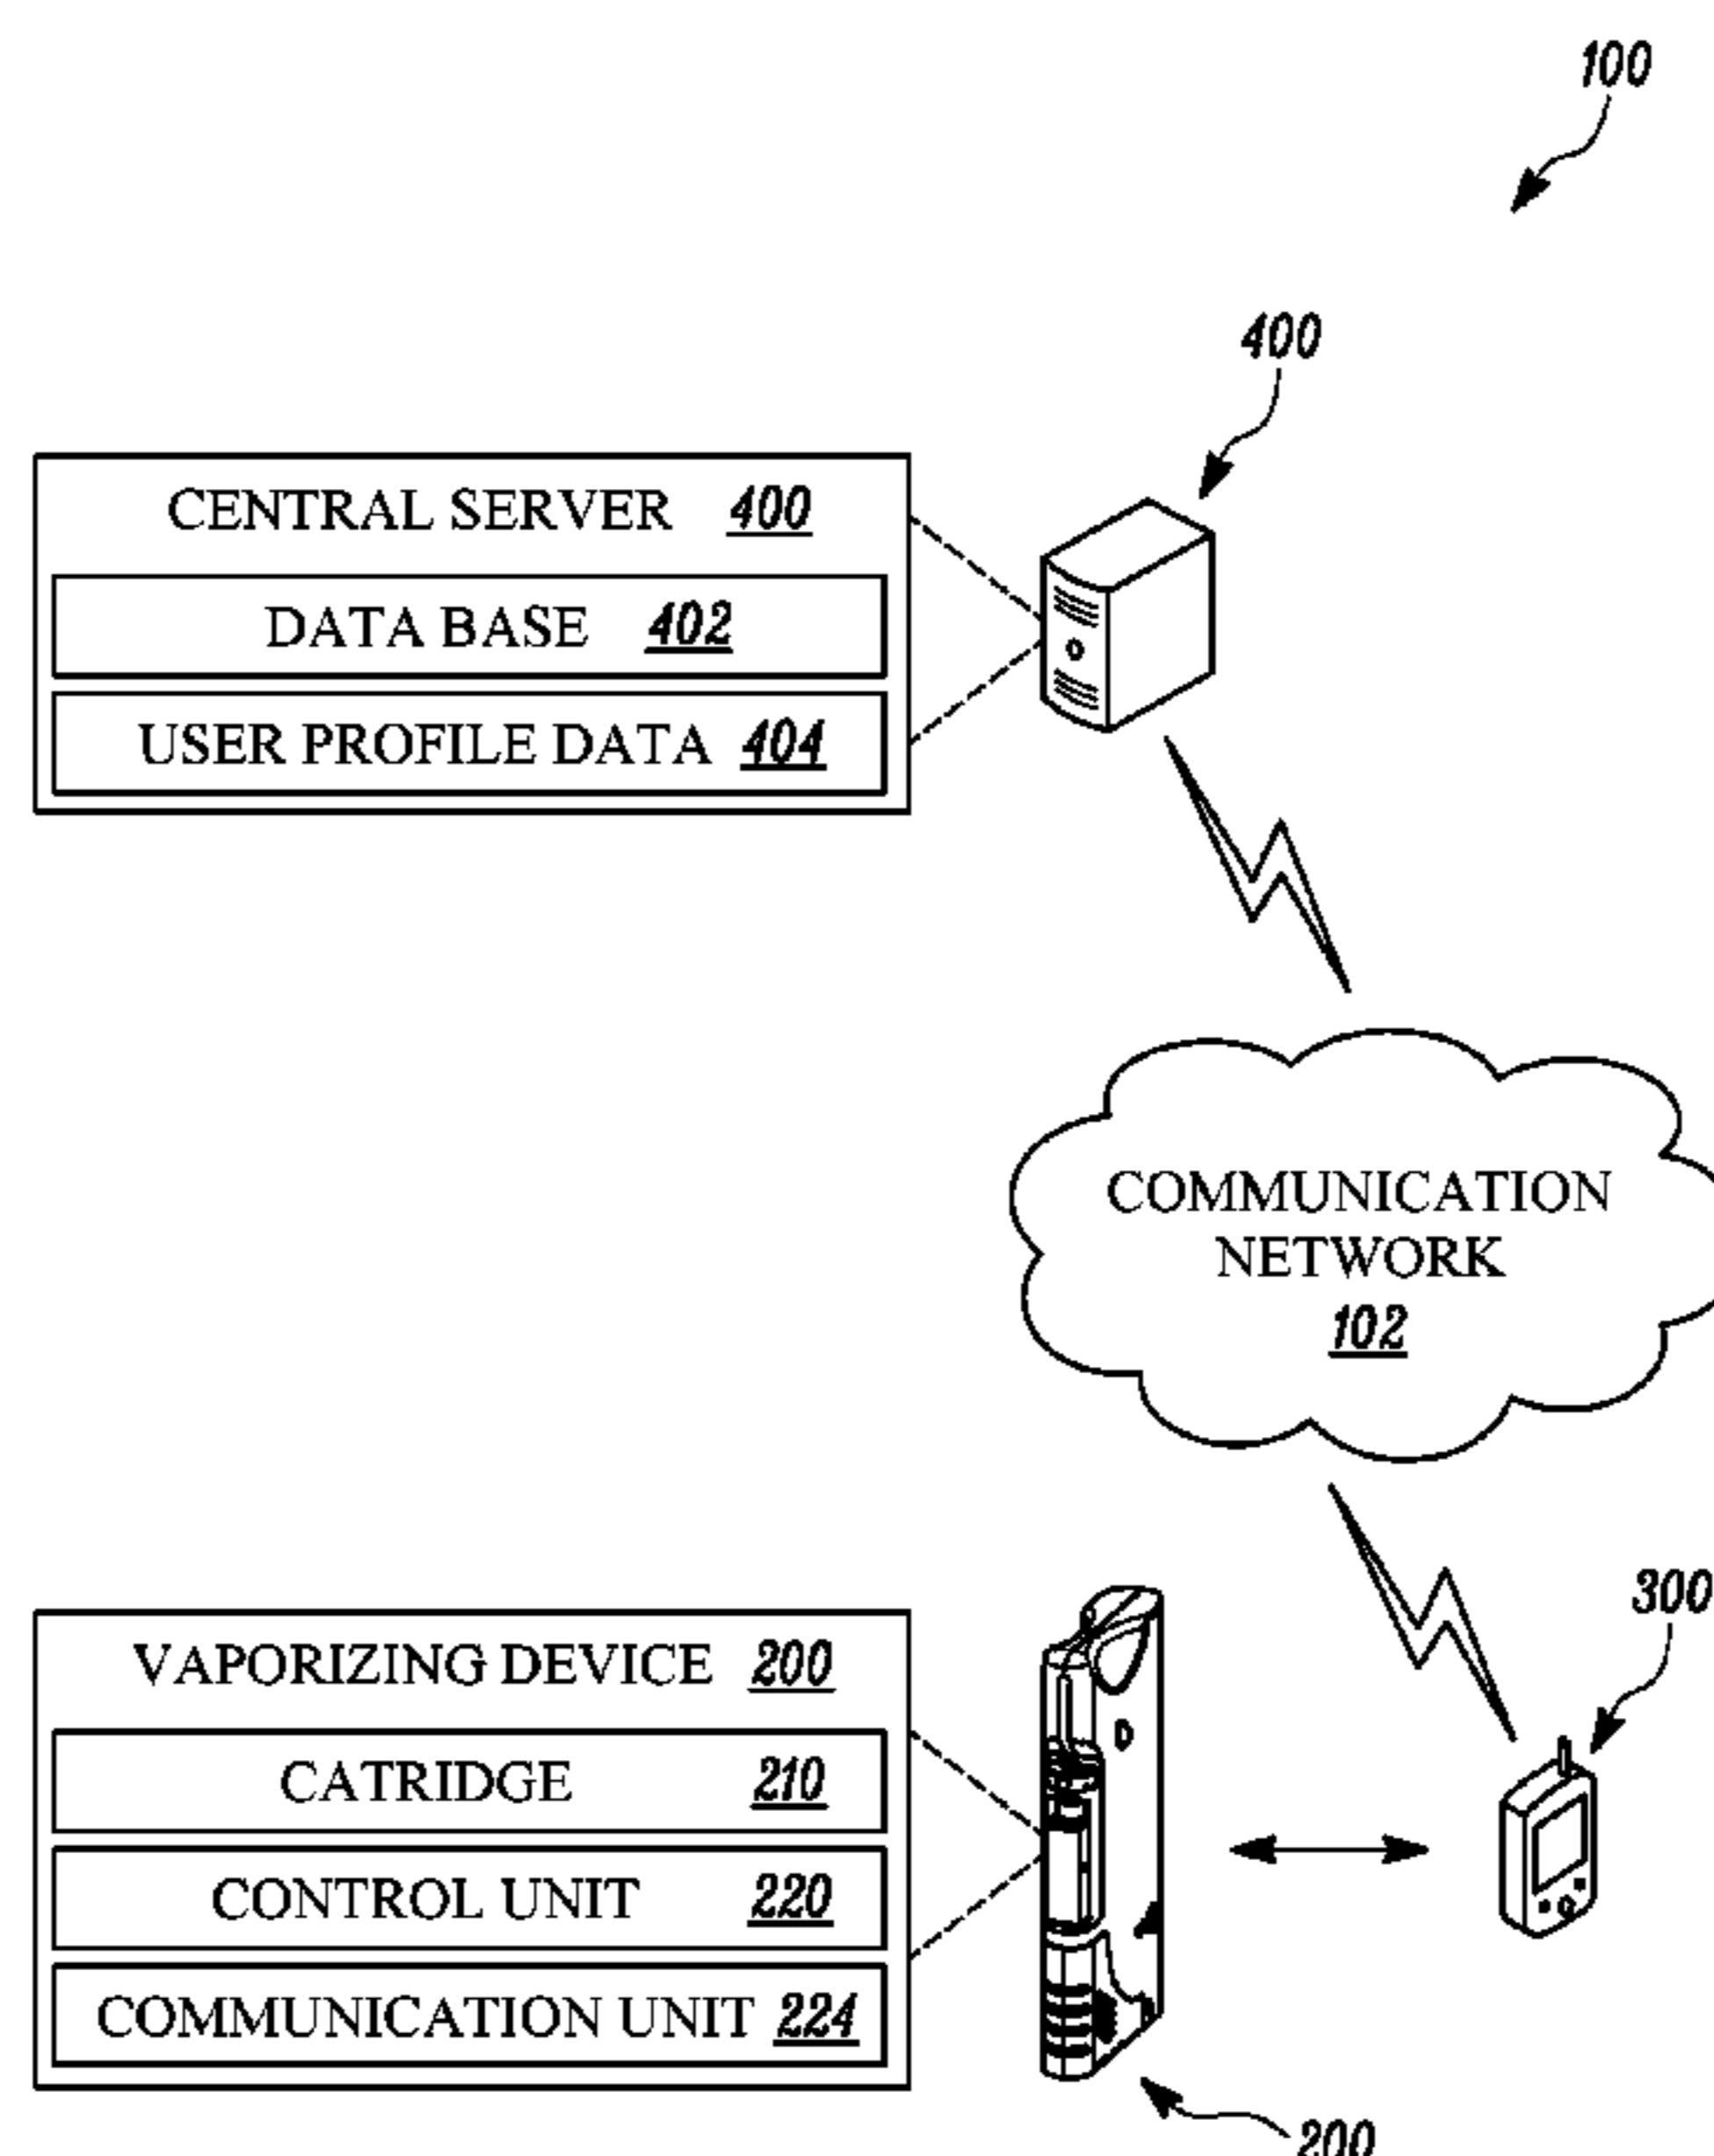 100
400
CENTRAL SERVER 400
DATA BASE 402
USER PROFILE DATA 404
COMMUNICATION
NETWORK
102
300
VAPORIZING DEVICE 200
CATRIDGE 210
CONTROL UNIT 220
COMMUNICATION UNIT 224
200